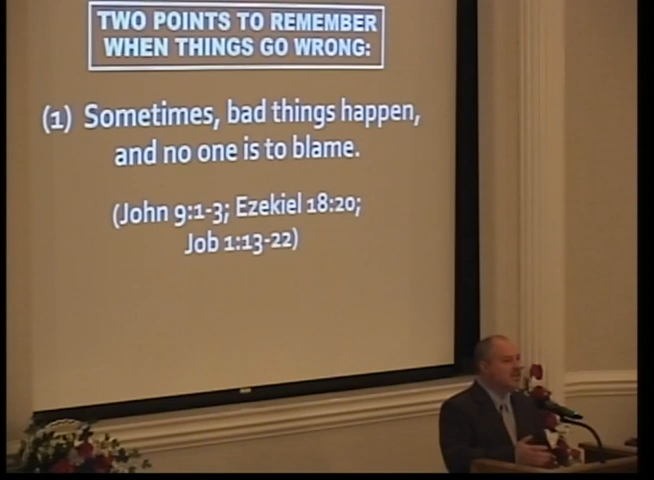 TWO POINTS TO REMEMBER
WHEN THINGS GO WRONG:
(1) Sometimes, bad things happen,
and no one is to blame.
(John 9:1-3; Ezekiel 18:20;
Job 1:13-22)